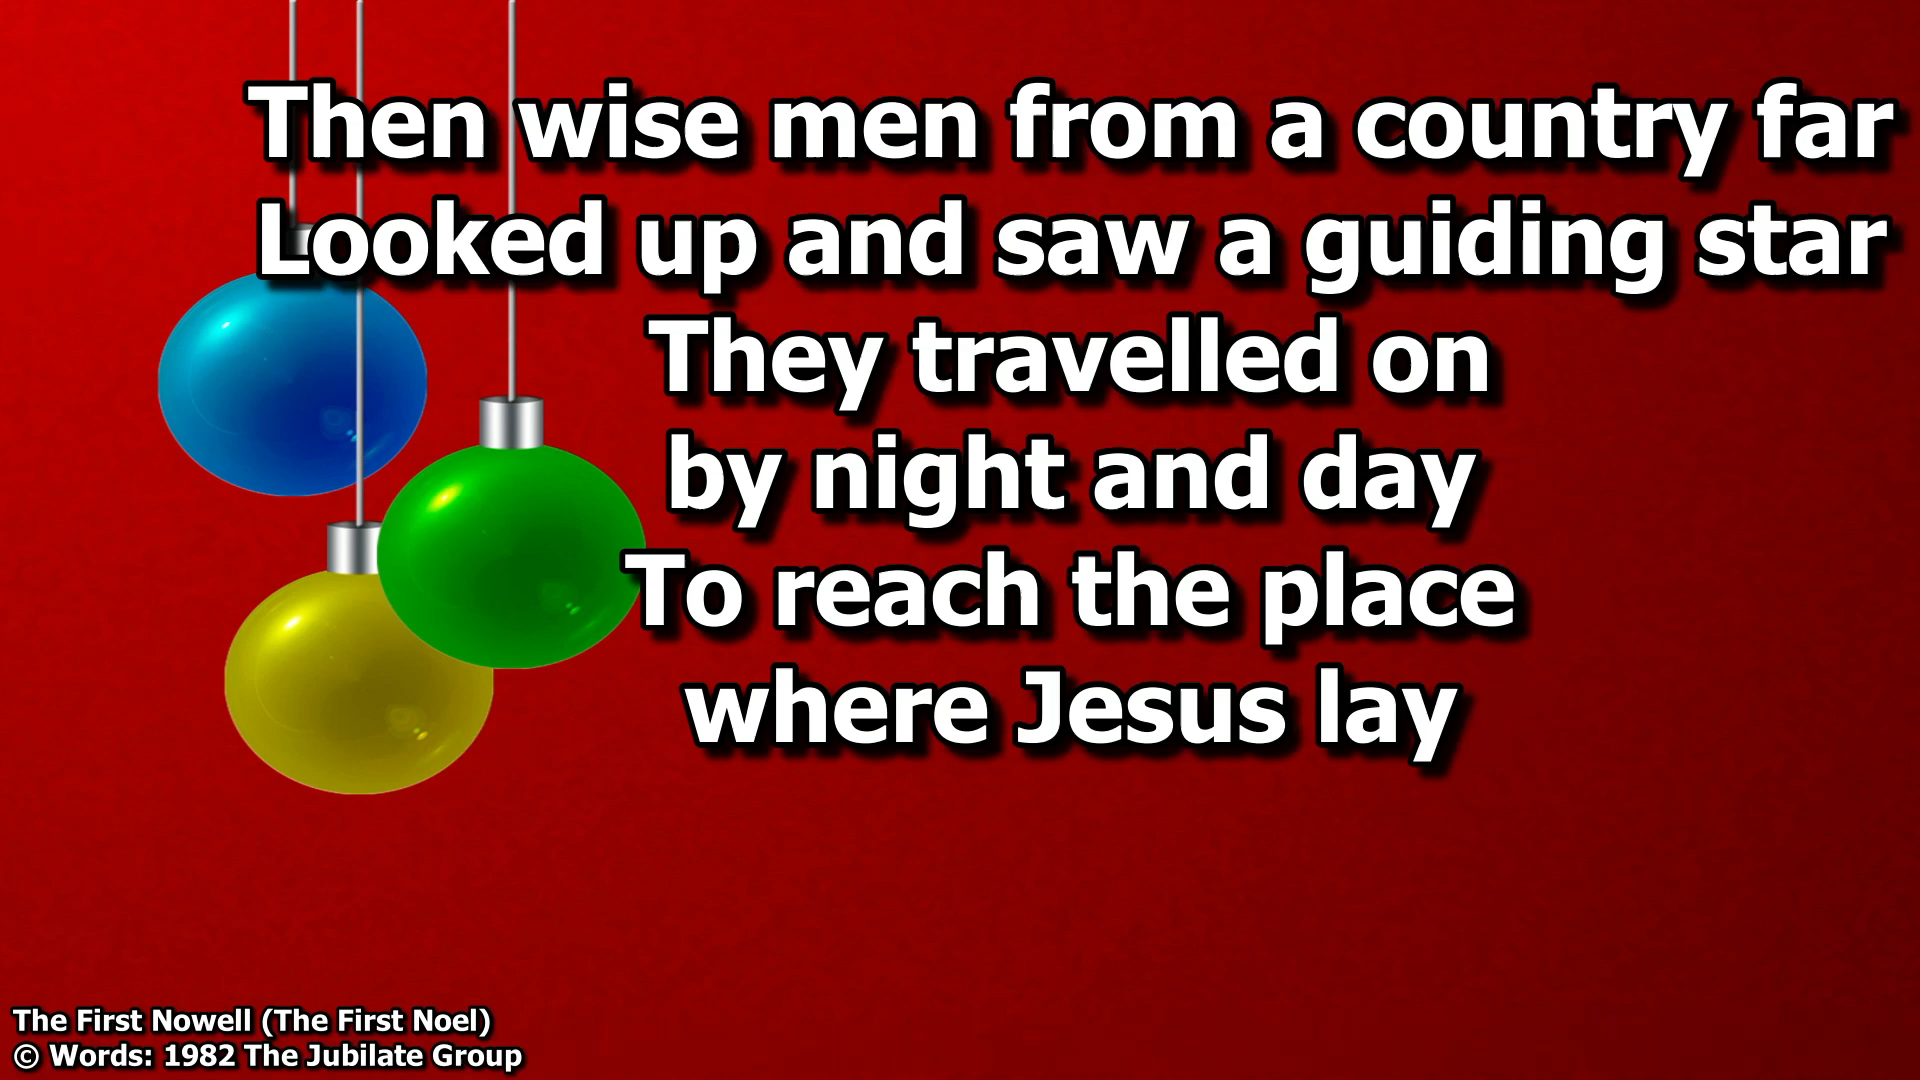 Then wise men from a country far
Looked up and saw a guiding star
They travelled on
by night and day
To reach the place
where Jesus lay
The First Nowell (The First Noel)
© Words: 1982 The Jubilate Group